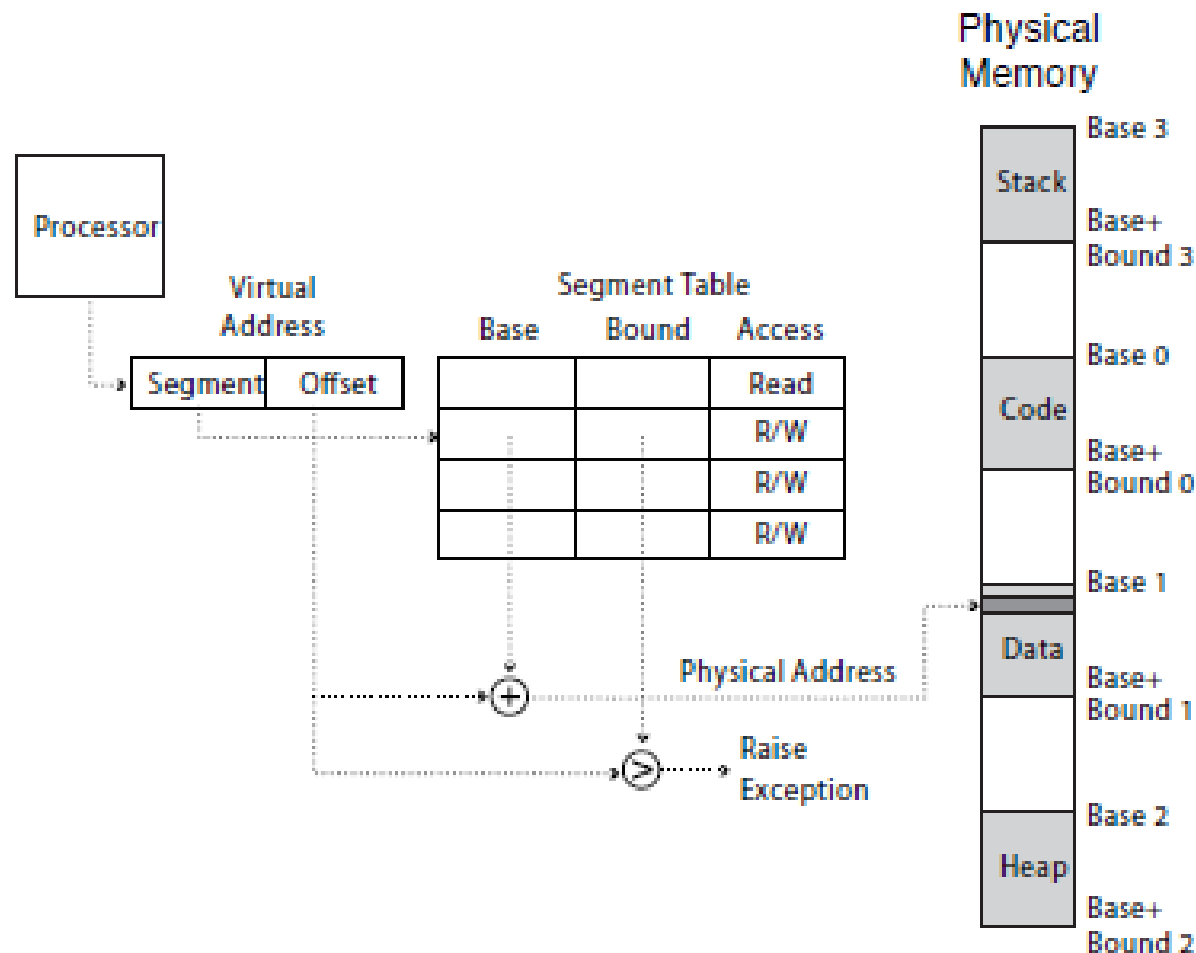 Physical
Memory
Base 3
Stack
Processor
Base+
Bound 3
Virtual
Address
Segment Table
Base
Bound
Access
Base 0
Segment
Offset
Read
Code
R/W
Base+
Bound 0
R/W
R/W
Base 1
Data
Physical Address
Base+
Bound 1
+
>
Raise
Exception
Base 2
Heap
Base+
Bound 2